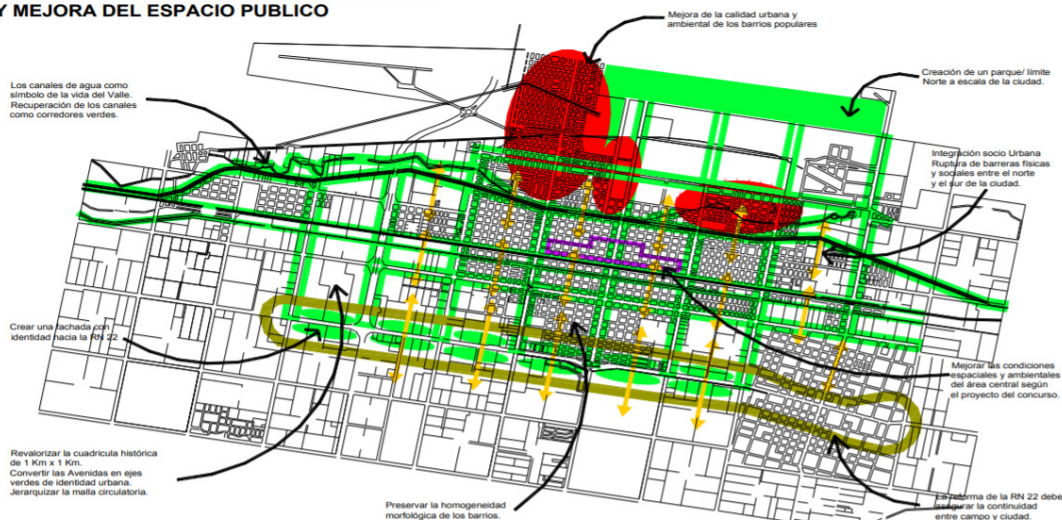 Y MEJORA DEL ESPACIO PUBLICO
Mejora de la calidad urbana y
ambiental de los barrios populares
Los canales de agua como
símbolo de la vida del Valle.
Recuperación de los canales
como corredores verdes.
Creación de un parque/ límite
Norte a escala de la ciudad.
Integración socio Urbana
Ruptura de barreras físicas
y sociales entre el norte
y el sur de la ciudad.
Crear una fachada con
identidad hacia la RN 22
Mejorar las condiciones
espaciales y ambientales
del área central según
el proyecto del concurso.
Revalorizar la cuadricula histórica
de 1 Km x 1 Km.
Convertir las Avenidas en ejes
verdes de identidad urbana.
Jerarquizar la malla circulatoria.
Preservar la homogeneidad
morfológica de los barrios.
La reforma de la RN 22 debe
asegurar la continuidad
entre campo y ciudad.